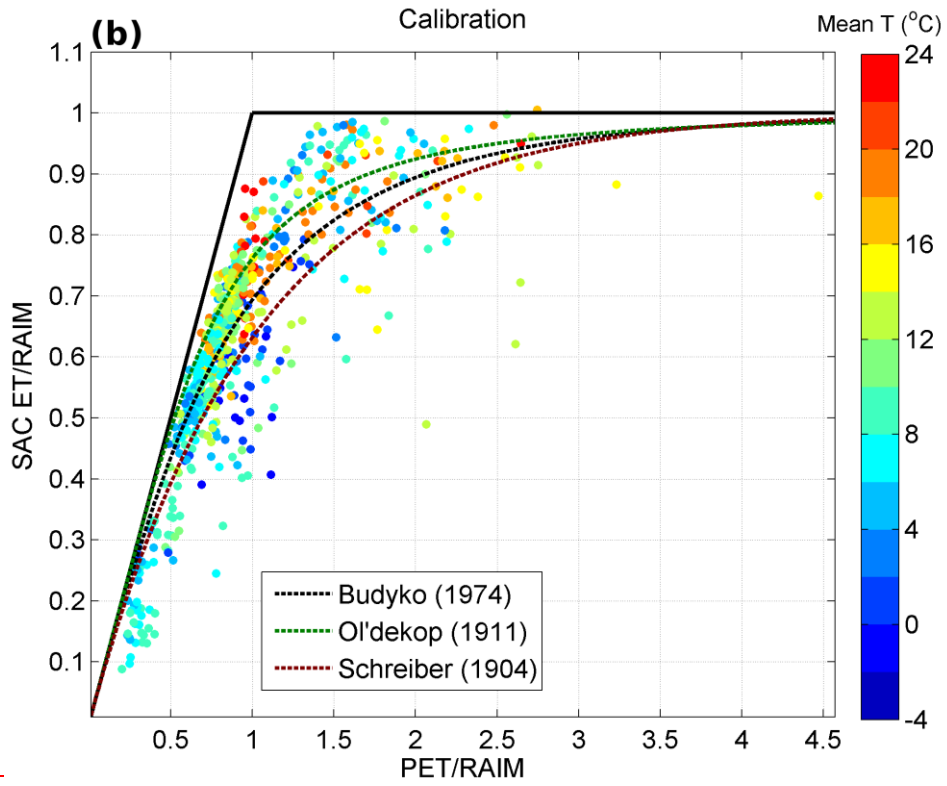 (b)
Calibration
Mean T (°C)
1.1
1
0.9
0.8
0.7
0.6
0.5
0.4
0.3
0.2
0.1
SAC ET/RAIM
Budyko (1974)
Ol'dekop (1911)
Schreiber (1904)
0.5 1 1.5 2 2.5 3 3.5 4 4.5
PET/RAIM
24
20
16
12
8
4
0
-4